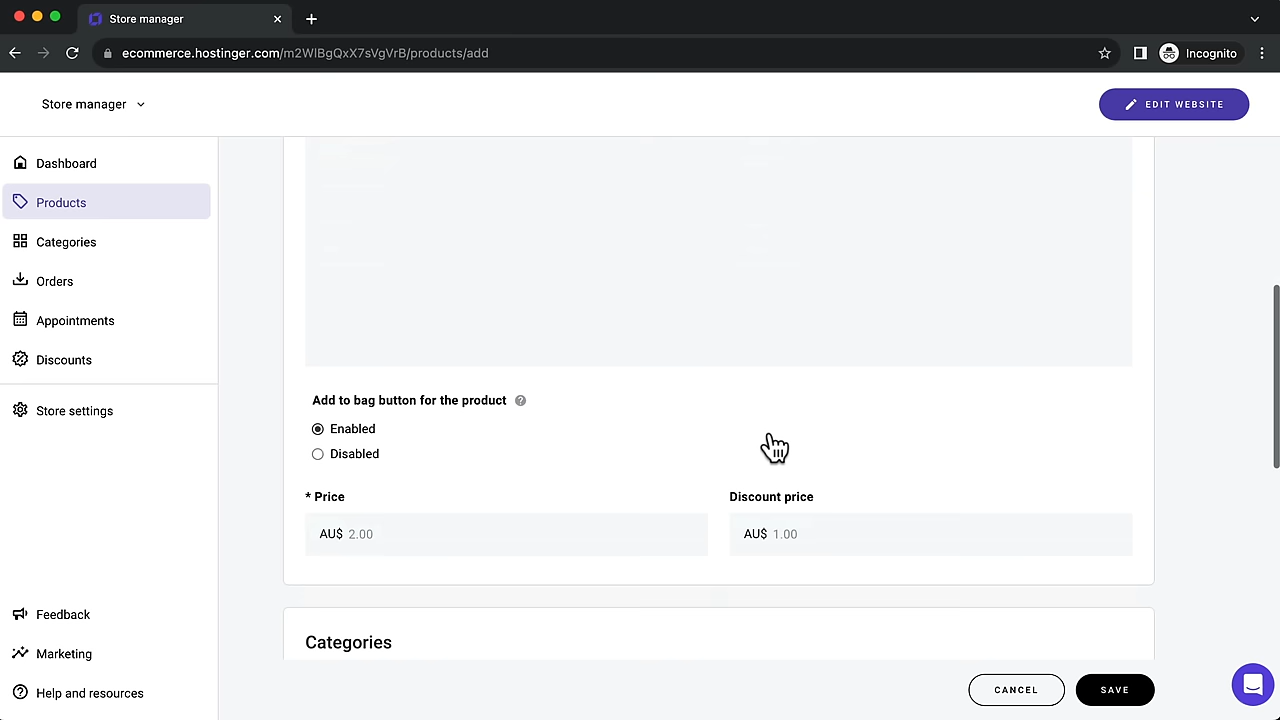 Store manager
ecommerce.hostinger.com/m2WIBgQxX7sVgVrB/products/add
Incognito
Store manager
EDIT WEBSITE
Dashboard
Products
Categories
Orders
Appointments
Discounts
Store settings
Feedback
Marketing
Help and resources
Add to bag button for the product ?
Enabled
Disabled
* Price
Discount price
AU$ 2.00
AU$ 1.00
Categories
CANCEL
SAVE